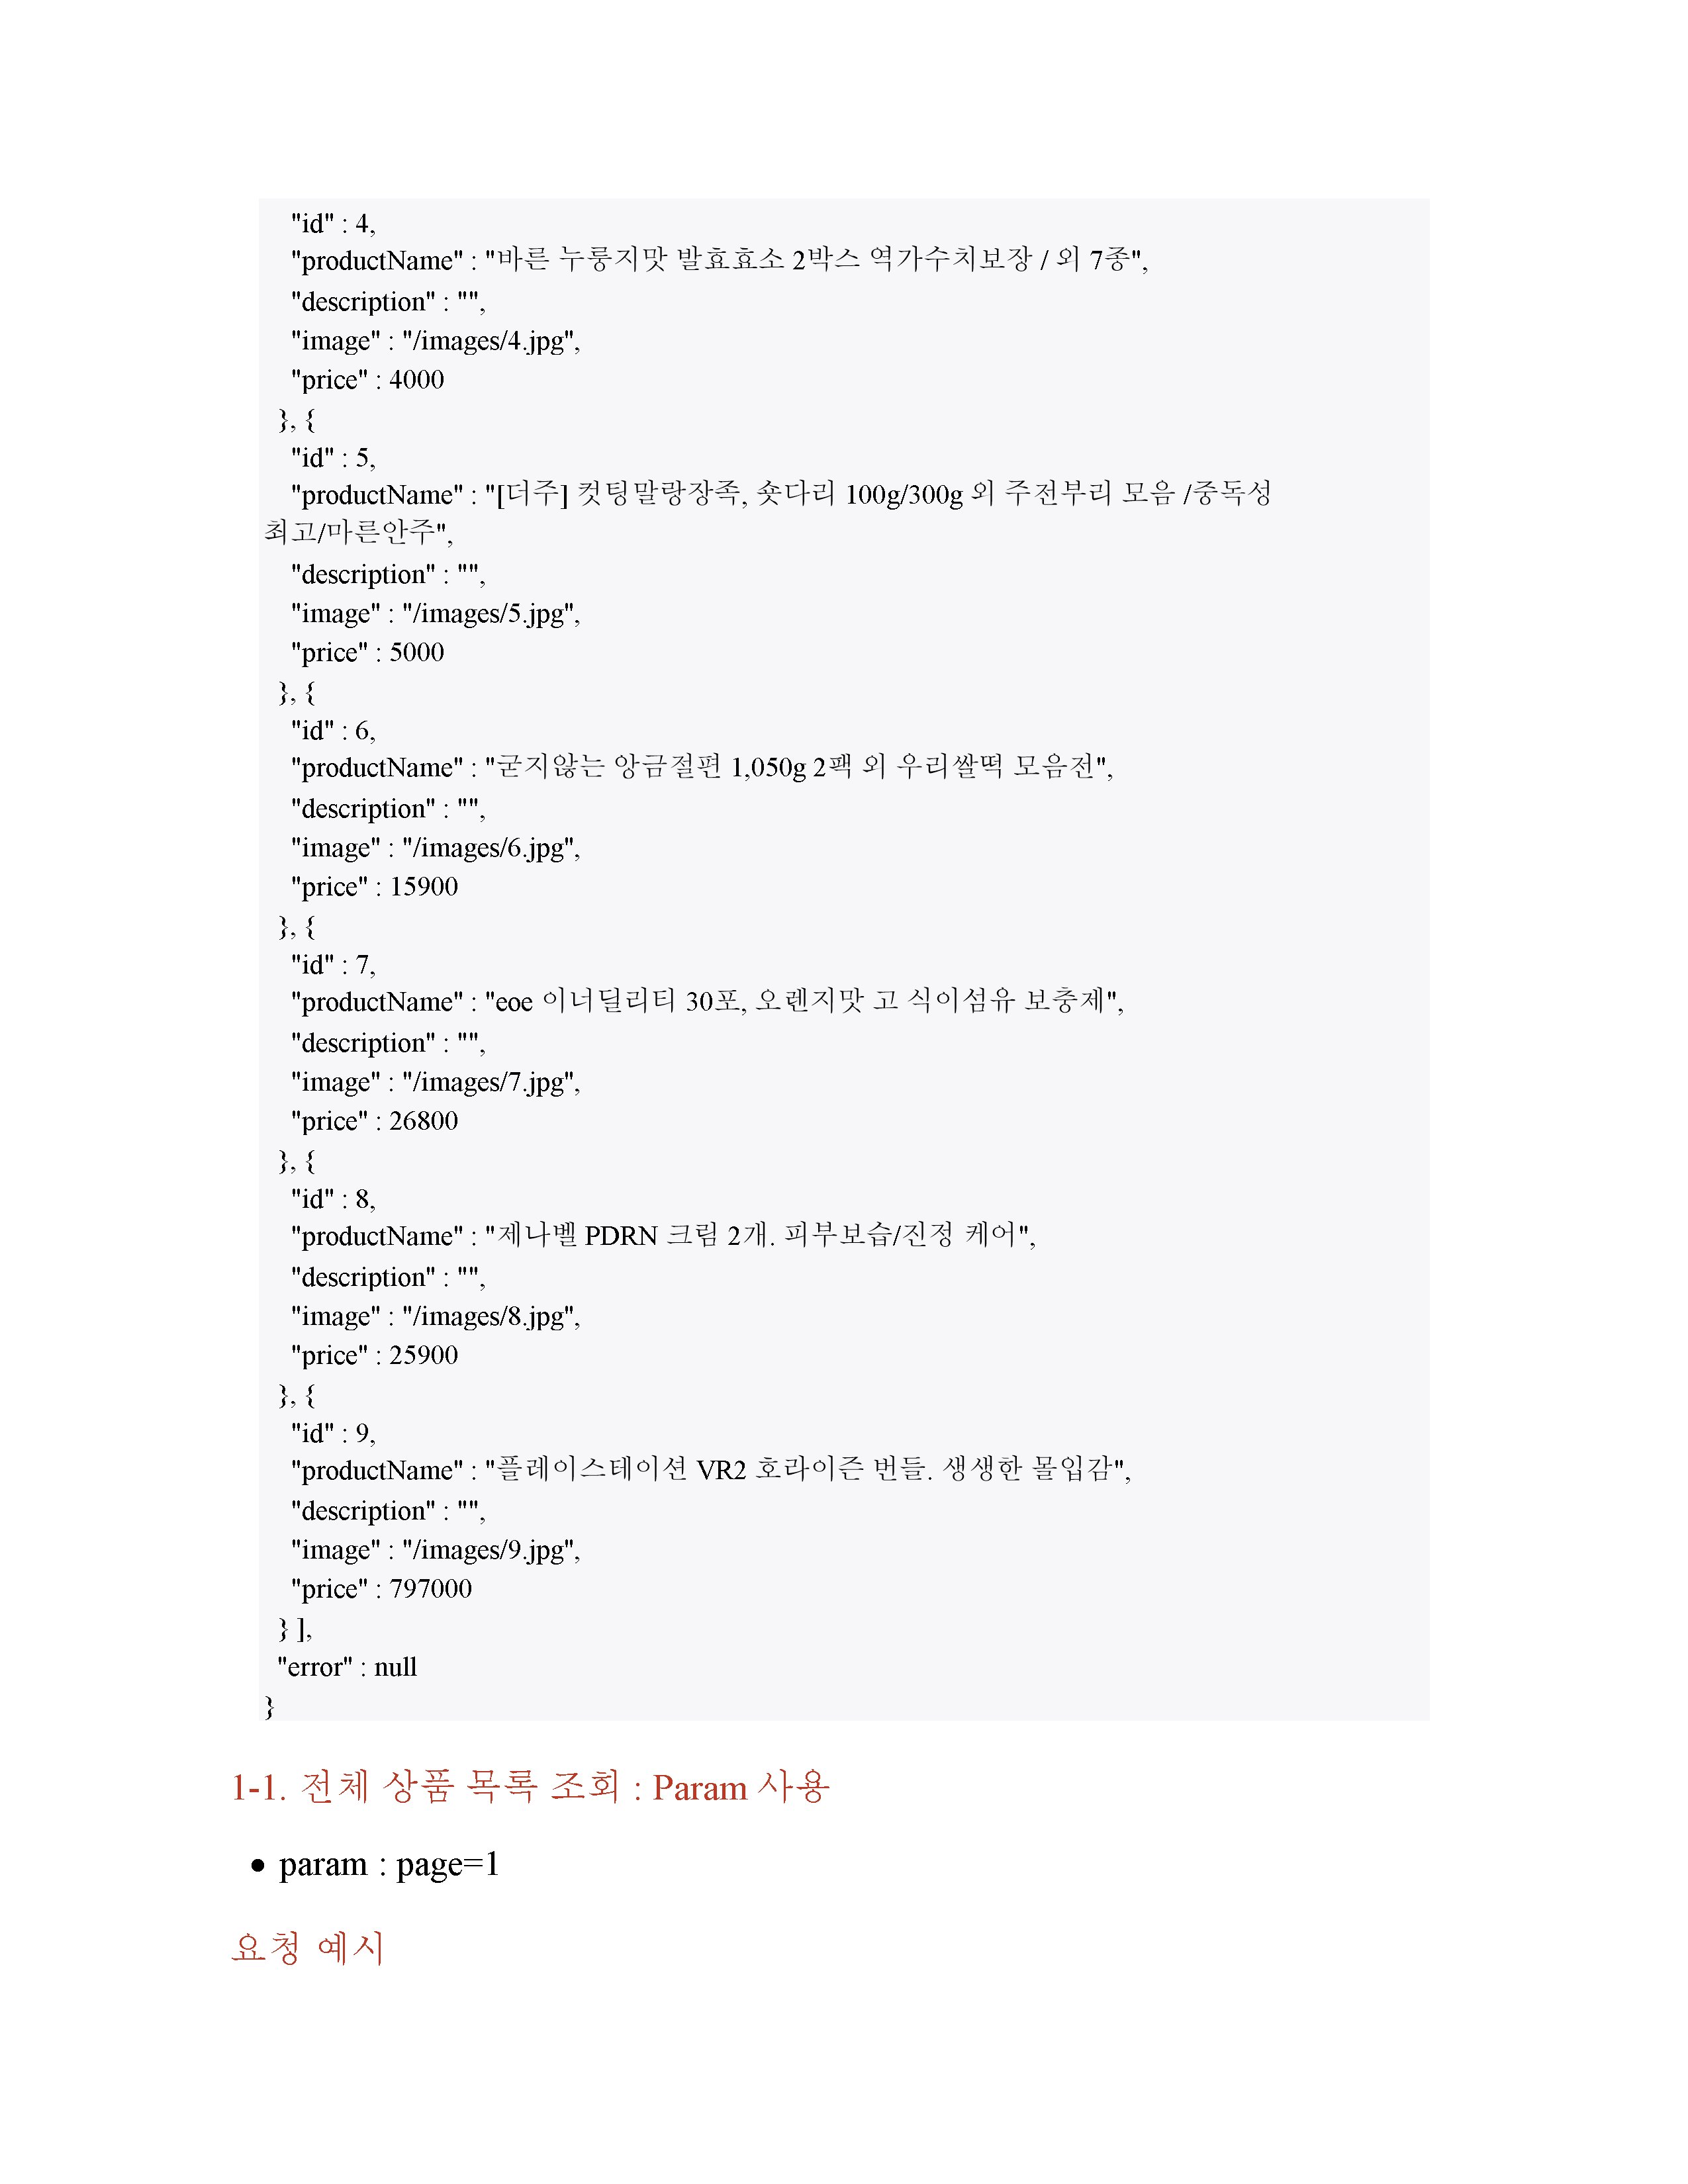 "id" : 4,
"productName" : "바른 누룽지맛 발효효소 2박스 역가수치보장 / 외 7종",
"description" : "",
"image" : "/images/4.jpg",
"price" : 4000
}, {
"id" : 5,
"productName" : "[더주] 컷팅말랑장족, 숏다리 100g/300g 외 주전부리 모음 /중독성
최고/마른안주",
"description" : "",
"image" : "/images/5.jpg",
"price" : 5000
}, {
"id" : 6,
"productName" : "굳지않는 앙금절편 1,050g 2팩 외 우리쌀떡 모음전",
"description" : "",
"image" : "/images/6.jpg",
"price" : 15900
}, {
"id" : 7,
"productName" : "eoe 이너딜리티 30포, 오렌지맛 고 식이섬유 보충제",
"description" : "",
"image" : "/images/7.jpg",
"price" : 26800
}, {
"id" : 8,
"productName" : "제나벨 PDRN 크림 2개. 피부보습/진정 케어",
"description" : "",
"image" : "/images/8.jpg",
"price" : 25900
}, {
"id" : 9,
"productName" : "플레이스테이션 VR2 호라이즌 번들. 생생한 몰입감",
"description" : "",
"image" : "/images/9.jpg",
"price" : 797000
} ],
"error" : null
}
1-1. 전체 상품 목록 조회 : Param 사용
• param : page=1
요청 예시